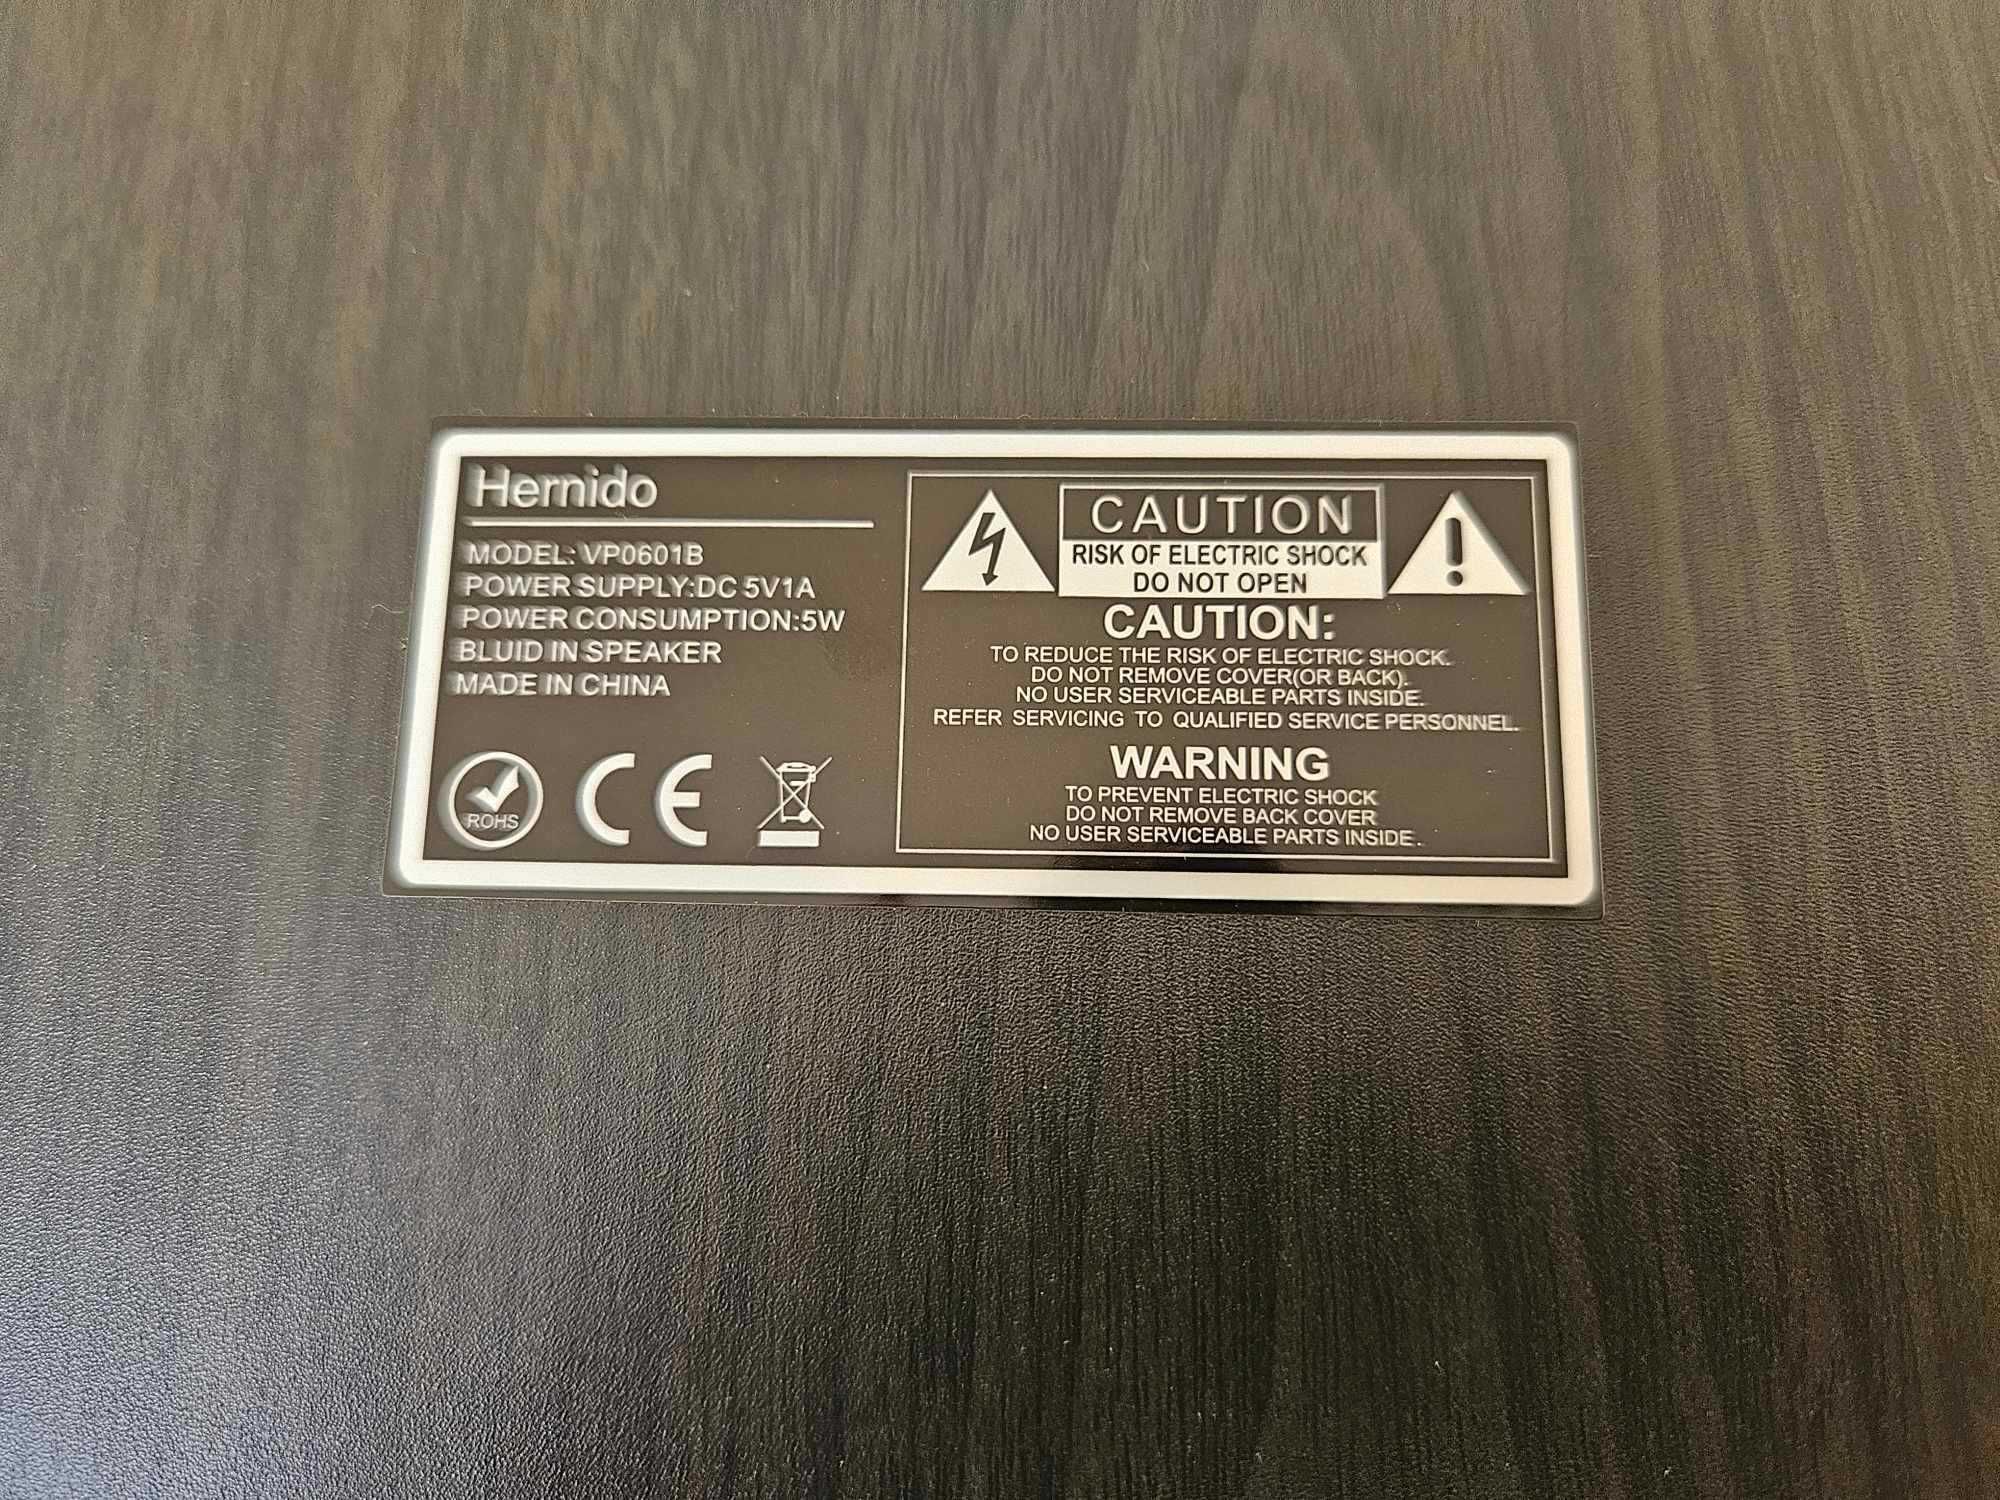 Hernido
MODEL: VP0601B
POWER SUPPLY:DC 5V1A
POWER CONSUMPTION:5W
BLUID IN SPEAKER
MADE IN CHINA
ROHS
CE
CAUTION
RISK OF ELECTRIC SHOCK
DO NOT OPEN
CAUTION:
TO REDUCE THE RISK OF ELECTRIC SHOCK.
DO NOT REMOVE COVER(OR BACK).
NO USER SERVICEABLE PARTS INSIDE.
REFER SERVICING TO QUALIFIED SERVICE PERSONNEL.
WARNING
TO PREVENT ELECTRIC SHOCK
DO NOT REMOVE BACK COVER
NO USER SERVICEABLE PARTS INSIDE.